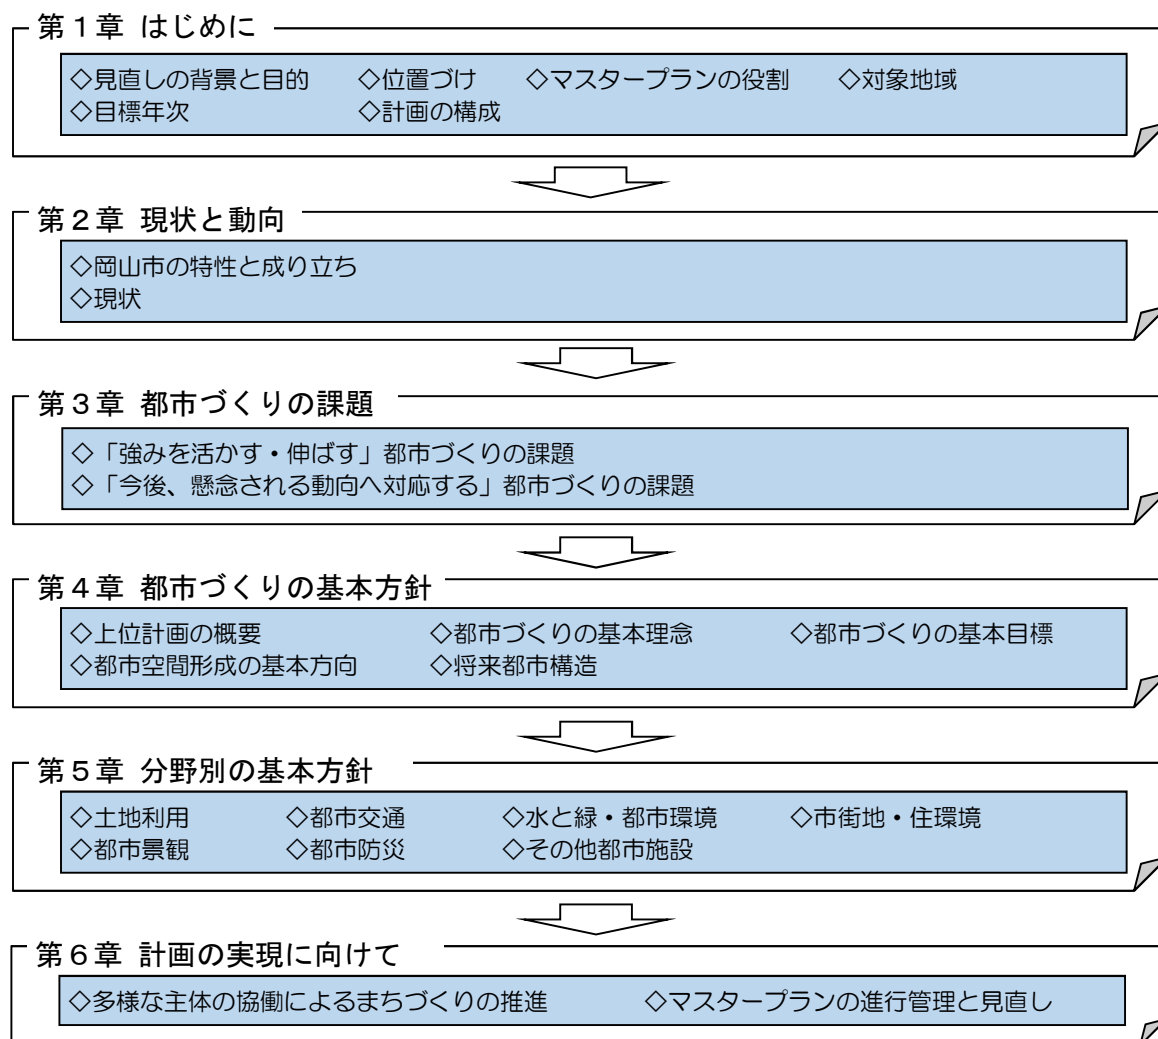 第１章 はじめに
◇見直しの背景と目的 ◇位置づけ ◇マスタープランの役割 ◇対象地域
◇目標年次 ◇計画の構成
第２章 現状と動向
◇岡山市の特性と成り立ち
◇現状
第３章 都市づくりの課題
◇「強みを活かす・伸ばす」都市づくりの課題
◇「今後、懸念される動向へ対応する」都市づくりの課題
第４章 都市づくりの基本方針
◇上位計画の概要 ◇都市づくりの基本理念 ◇都市づくりの基本目標
◇都市空間形成の基本方向 ◇将来都市構造
第５章 分野別の基本方針
◇土地利用 ◇都市交通 ◇水と緑・都市環境 ◇市街地・住環境
◇都市景観 ◇都市防災 ◇その他都市施設
第６章 計画の実現に向けて
◇多様な主体の協働によるまちづくりの推進 ◇マスタープランの進行管理と見直し